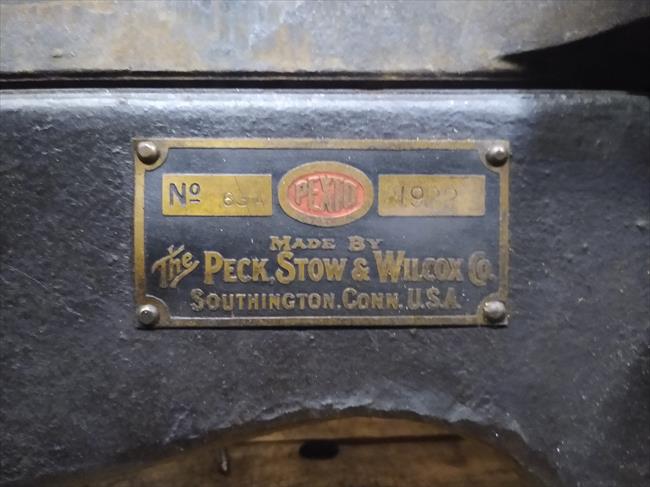 Nº PEXTO
MADE BY
The PECK, STOW & WILCOX CO.
SOUTHINGTON, CONN. U.S.A.